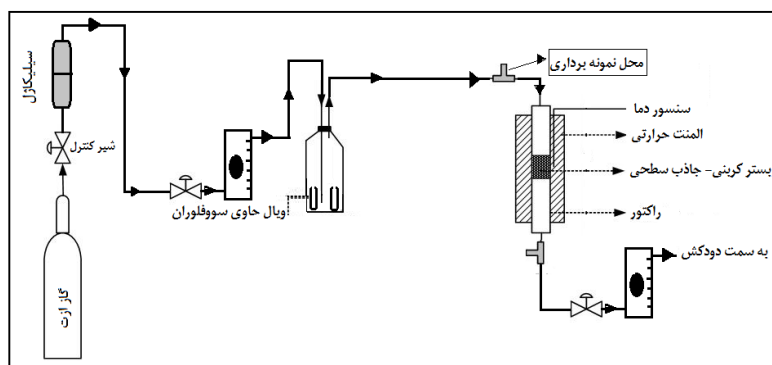 محل نمونه برداری
سیلیکاژل
سنسور دما
المنت حرارتی
شیر کنترل
بستر کربنی- جاذب سطحی
ویال حاوی سووفلوران
راکتور
به سمت دودکش
گاز ازت